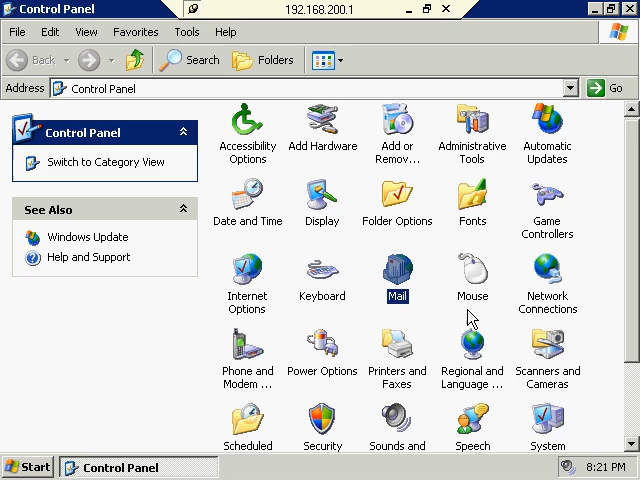 Control Panel
192.168.200.1
File Edit View Favorites Tools Help
Back Search Folders
Address Control Panel Go
Control Panel
Switch to Category View
See Also
Windows Update
Help and Support
Accessibility
Options
Add Hardware
Add or
Remov...
Administrative
Tools
Automatic
Updates
Date and Time
Display
Folder Options
Fonts
Game
Controllers
Internet
Options
Keyboard
Mail
Mouse
Network
Connections
Phone and
Modem ...
Power Options
Printers and
Faxes
Regional and
Language ...
Scanners and
Cameras
Scheduled
Security
Sounds and
Speech
System
Start Control Panel 8:21 PM